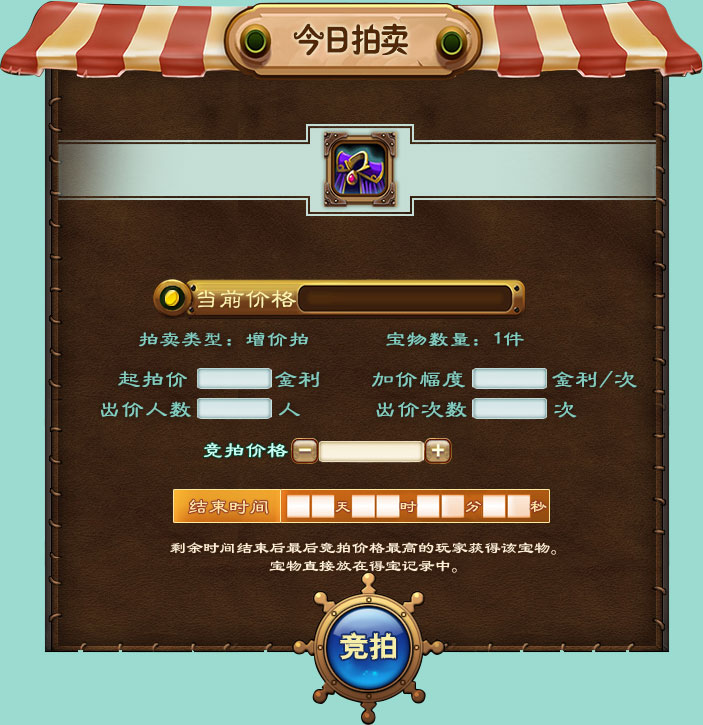 今日拍卖
当前价格
拍卖类型：增价拍 宝物数量：1件
起拍价 金利 加价幅度 金利/次
出价人数 人 出价次数 次
竞拍价格 − +
结束时间 天 时 分 秒
剩余时间结束后最后竞拍价格最高的玩家获得该宝物。
宝物直接放在得宝记录中。
竞拍